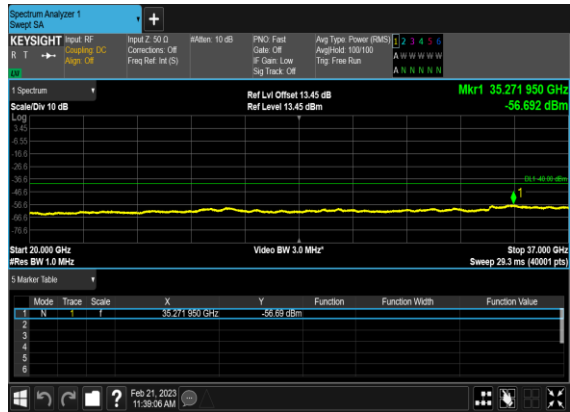 Spectrum Analyzer 1
Swept SA
+
KEYSIGHT Input: RF Input Z: 50 Ω #Atten: 10 dB PNO: Fast Avg Type: Power (RMS) 1 2 3 4 5 6
R T Coupling: DC Corrections: Off Gate: Off Avg|Hold: 100/100 A W W W W W
Align: Off Freq Ref: Int (S) IF Gain: Low Trig: Free Run
LW Sig Track: Off A N N N N N
1 Spectrum Ref Lvl Offset 13.45 dB Mkr1 35.271 950 GHz
Scale/Div 10 dB Ref Level 13.45 dBm -56.692 dBm
Log
3.45
-6.55
-16.6
-26.6
-36.6
DL1 -40.00 dBm
-46.6
1
-56.6
-66.6
-76.6
Start 20.000 GHz Video BW 3.0 MHz* Stop 37.000 GHz
#Res BW 1.0 MHz Sweep 29.3 ms (40001 pts)
5 Marker Table
Mode Trace Scale X Y Function Function Width Function Value
1 N 1 f 35.271 950 GHz -56.69 dBm
2
3
4
5
6
? Feb 21, 2023
11:39:06 AM